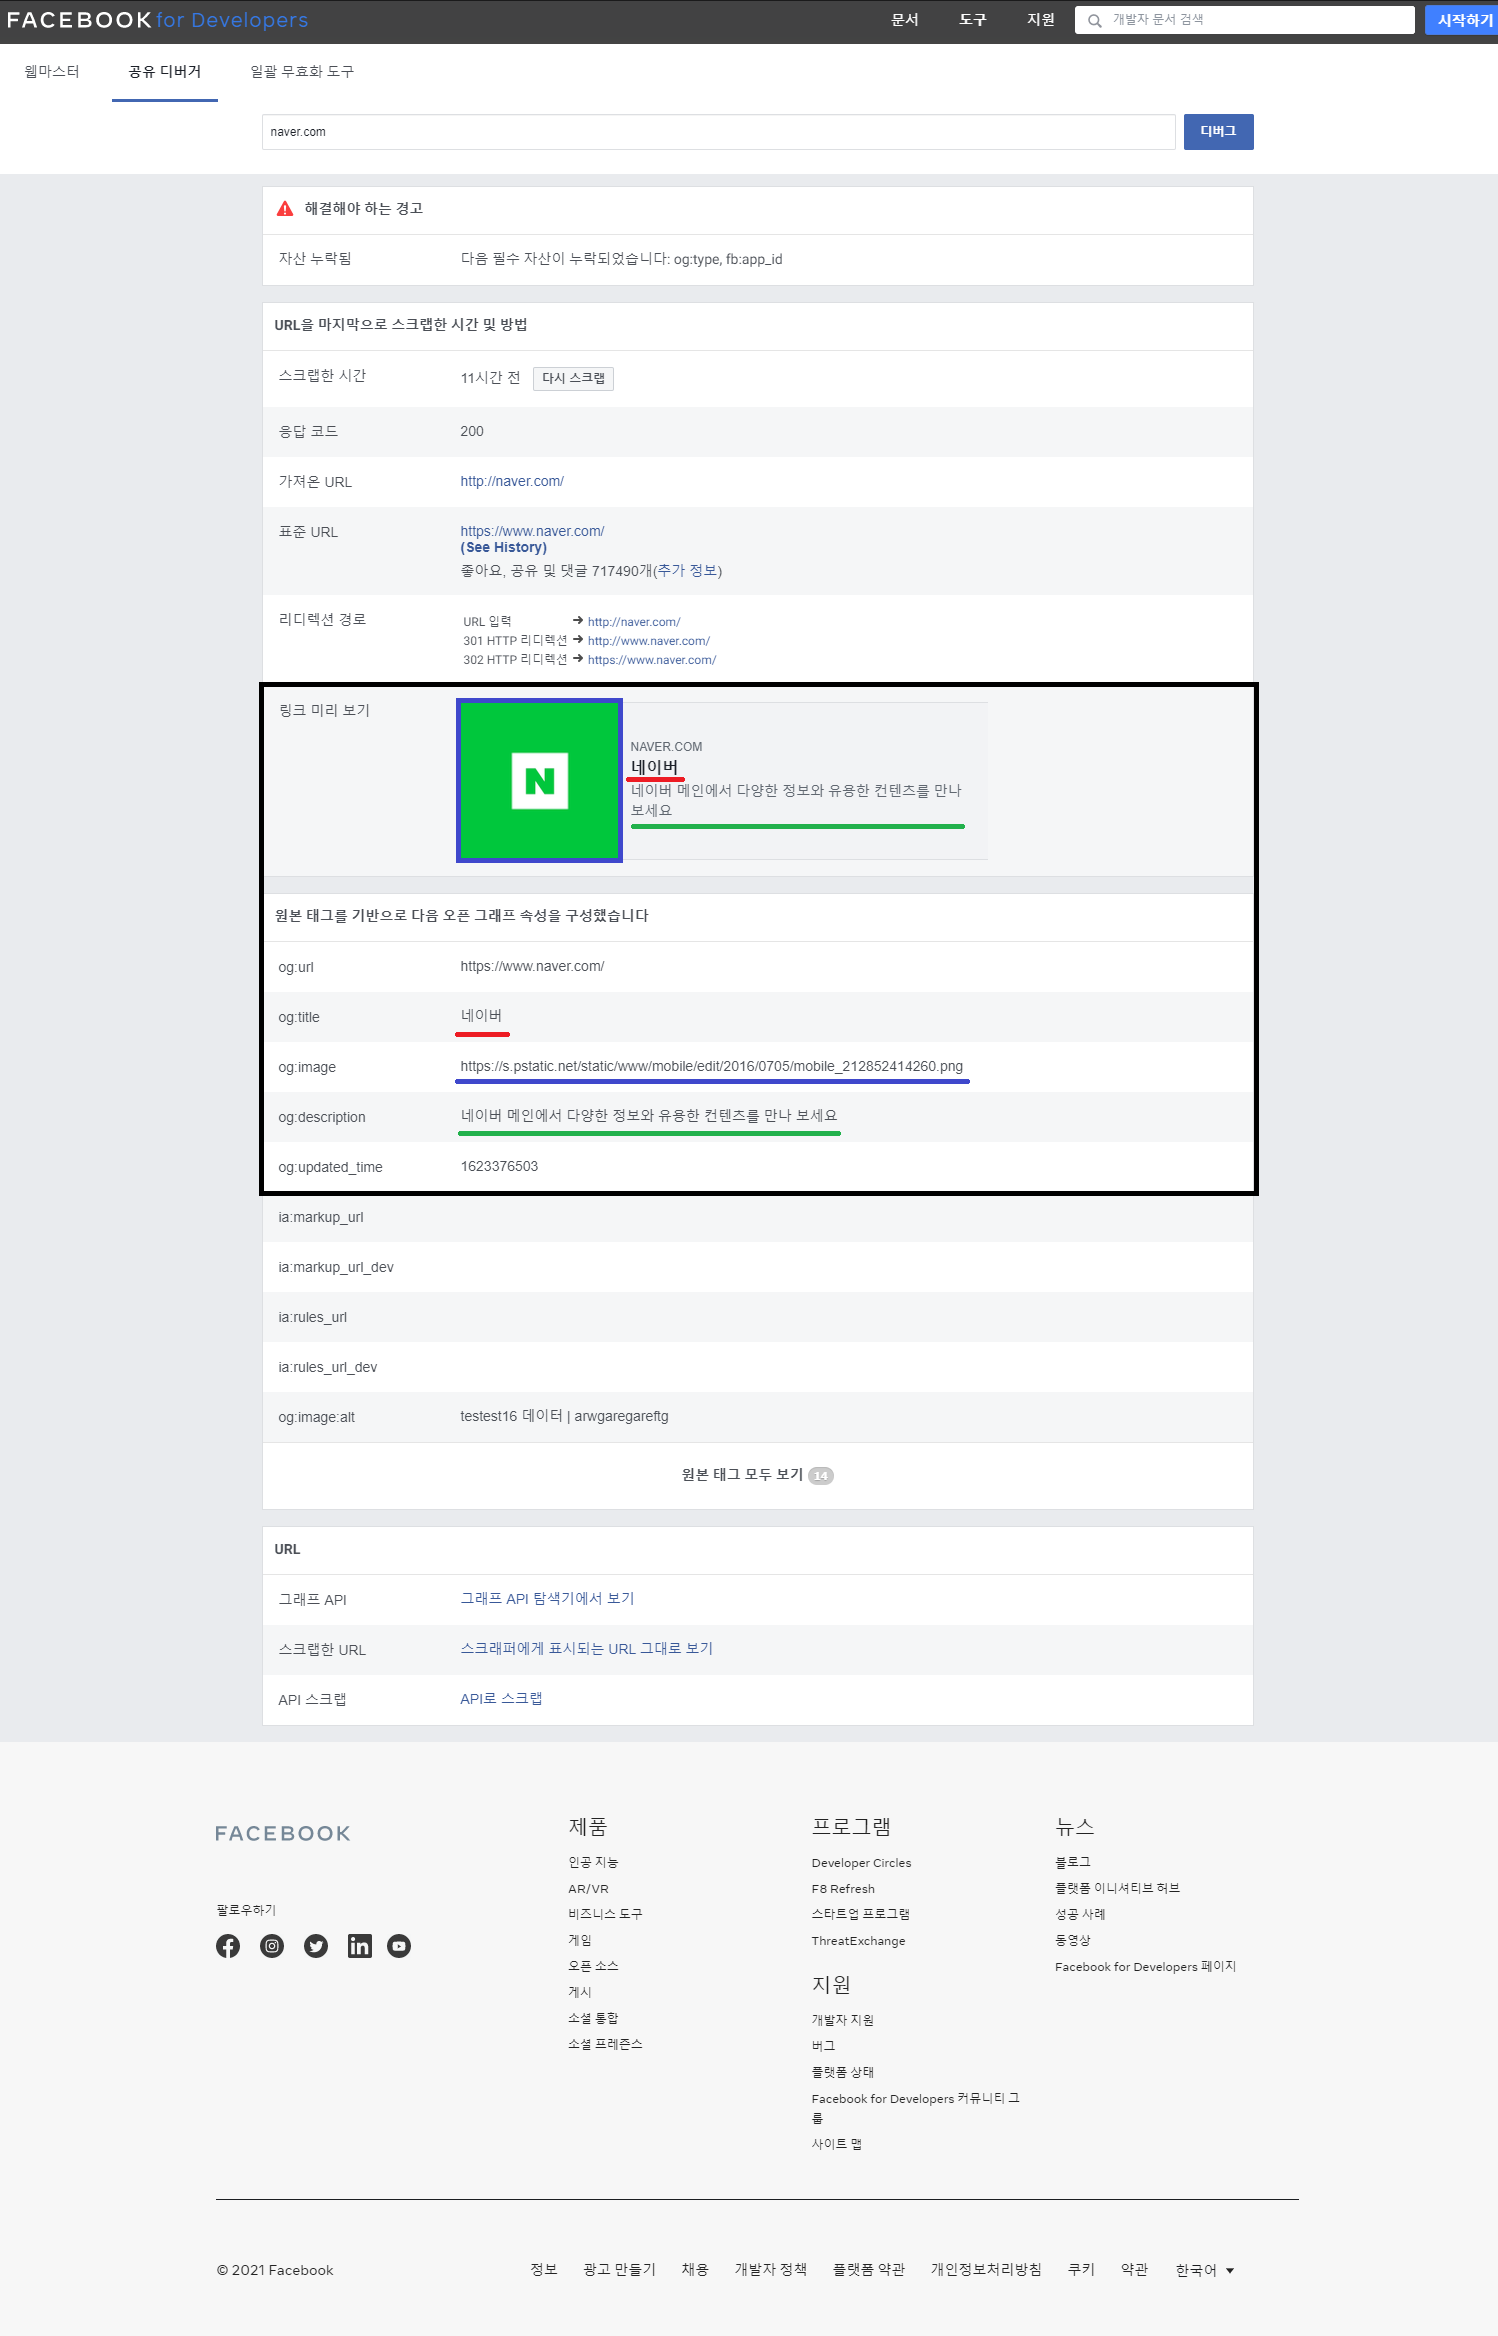 FACEBOOK for Developers
문서
도구
지원
개발자 문서 검색
시작하기
웹마스터
공유 디버거
일괄 무효화 도구
naver.com
디버그
해결해야 하는 경고
자산 누락됨
다음 필수 자산이 누락되었습니다: og:type, fb:app_id
URL을 마지막으로 스크랩한 시간 및 방법
스크랩한 시간
11시간 전
다시 스크랩
응답 코드
200
가져온 URL
http://naver.com/
표준 URL
https://www.naver.com/
(See History)
좋아요, 공유 및 댓글 717490개(추가 정보)
리디렉션 경로
URL 입력 ➔ http://naver.com/
301 HTTP 리디렉션 ➔ http://www.naver.com/
302 HTTP 리디렉션 ➔ https://www.naver.com/
링크 미리 보기
N
NAVER.COM
네이버
네이버 메인에서 다양한 정보와 유용한 컨텐츠를 만나
보세요
원본 태그를 기반으로 다음 오픈 그래프 속성을 구성했습니다
og:url
https://www.naver.com/
og:title
네이버
og:image
https://s.pstatic.net/static/www/mobile/edit/2016/0705/mobile_212852414260.png
og:description
네이버 메인에서 다양한 정보와 유용한 컨텐츠를 만나 보세요
og:updated_time
1623376503
ia:markup_url
ia:markup_url_dev
ia:rules_url
ia:rules_url_dev
og:image:alt
testest16 데이터 | arwgaregareftg
원본 태그 모두 보기 14
URL
그래프 API
그래프 API 탐색기에서 보기
스크랩한 URL
스크래퍼에게 표시되는 URL 그대로 보기
API 스크랩
API로 스크랩
FACEBOOK
팔로우하기
제품
인공 지능
AR/VR
비즈니스 도구
게임
오픈 소스
게시
소셜 통합
소셜 프레즌스
프로그램
Developer Circles
F8 Refresh
스타트업 프로그램
ThreatExchange
지원
개발자 지원
버그
플랫폼 상태
Facebook for Developers 커뮤니티 그
룹
사이트 맵
뉴스
블로그
플랫폼 이니셔티브 허브
성공 사례
동영상
Facebook for Developers 페이지
© 2021 Facebook
정보
광고 만들기
채용
개발자 정책
플랫폼 약관
개인정보처리방침
쿠키
약관
한국어